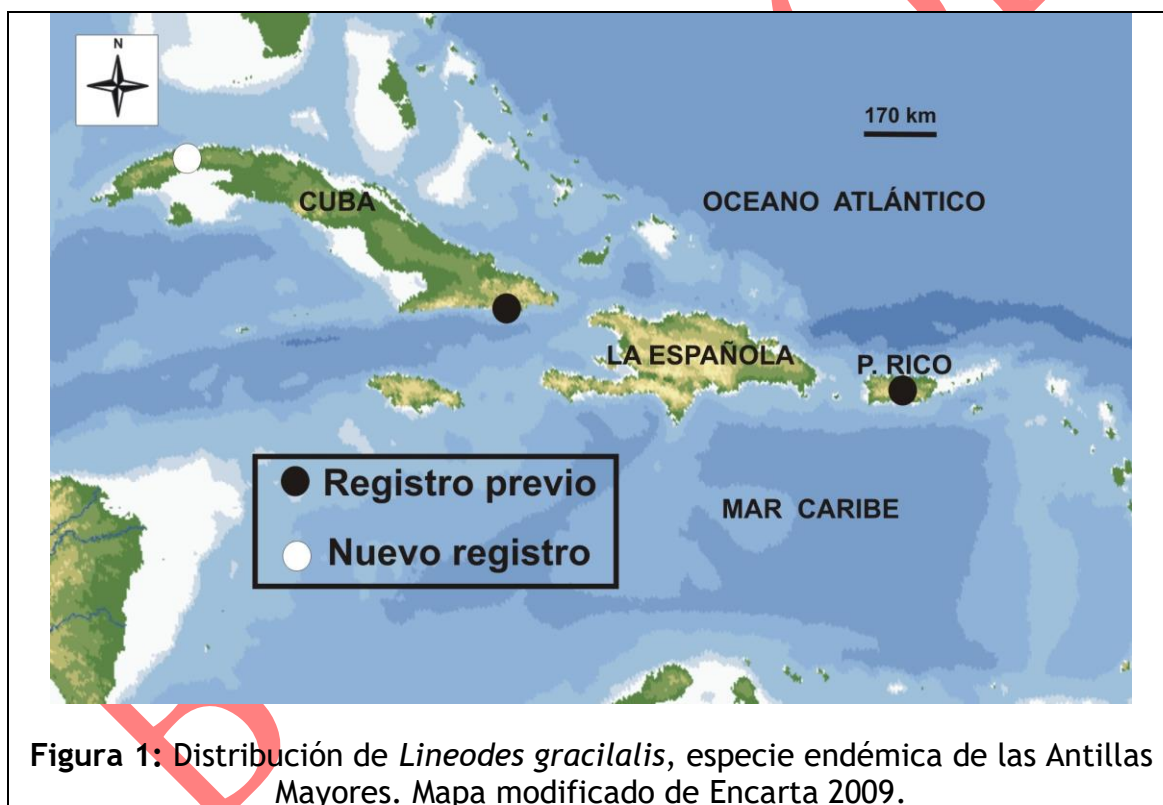 N
170 km
CUBA
OCEANO ATLÁNTICO
LA ESPAÑOLA
P. RICO
Registro previo
MAR CARIBE
Nuevo registro
Figura 1: Distribución de Lineodes gracilalis, especie endémica de las Antillas
Mayores. Mapa modificado de Encarta 2009.